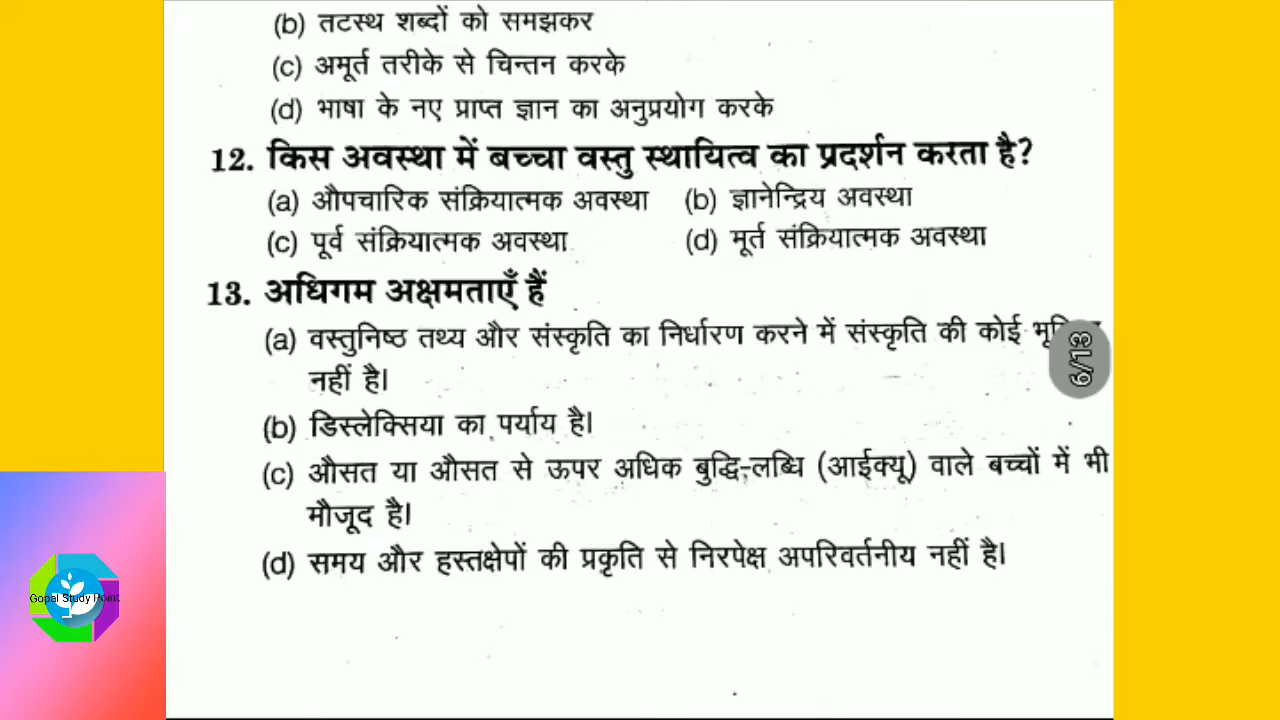 (b) तटस्थ शब्दों को समझकर
(c) अमूर्त तरीके से चिन्तन करके
(d) भाषा के नए प्राप्त ज्ञान का अनुप्रयोग करके
12. किस अवस्था में बच्चा वस्तु स्थायित्व का प्रदर्शन करता है?
(a) औपचारिक संक्रियात्मक अवस्था (b) ज्ञानेन्द्रिय अवस्था
(c) पूर्व संक्रियात्मक अवस्था (d) मूर्त संक्रियात्मक अवस्था
13. अधिगम अक्षमताएँ हैं
(a) वस्तुनिष्ठ तथ्य और संस्कृति का निर्धारण करने में संस्कृति की कोई
नहीं है।
6/13
(b) डिस्लेक्सिया का पर्याय है।
(c) औसत या औसत से ऊपर अधिक बुद्धि-लब्धि (आईक्यू) वाले बच्चों में भी
मौजूद है।
(d) समय और हस्तक्षेपों की प्रकृति से निरपेक्ष अपरिवर्तनीय नहीं है।
Gopal Study Point